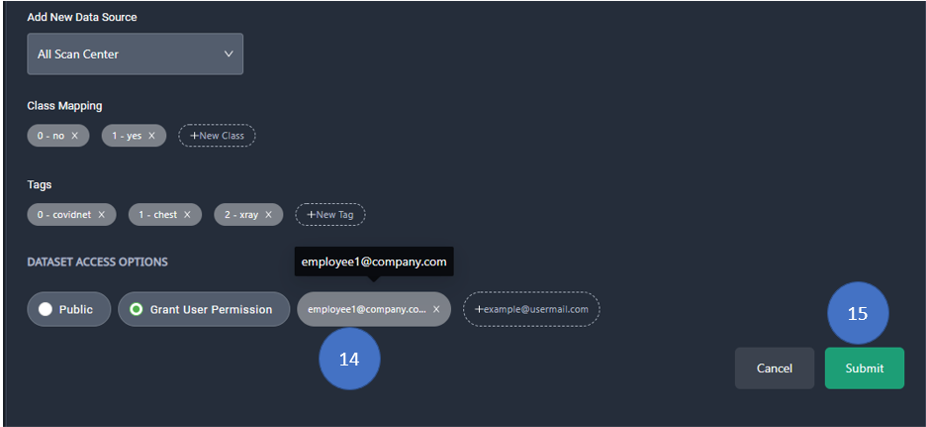 Add New Data Source
All Scan Center
Class Mapping
0 - no X 1 - yes X +New Class
Tags
0 - covidnet X 1 - chest X 2 - xray X +New Tag
DATASET ACCESS OPTIONS
employee1@company.com
Public Grant User Permission employee1@company.co... X +example@usermail.com
14
15
Cancel Submit